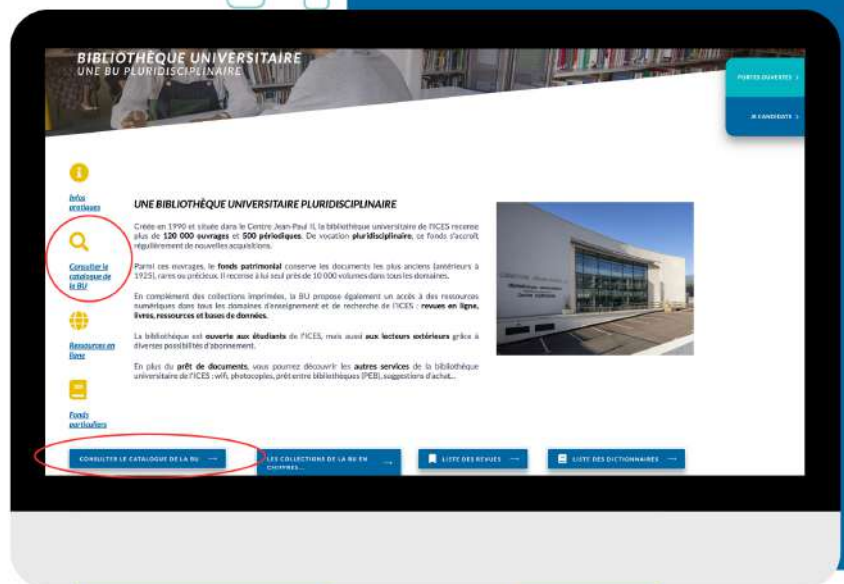 BIBLIOTHÈQUE UNIVERSITAIRE
UNE BU PLURIDISCIPLINAIRE
PORTES OUVERTES >
JE CANDIDATE >
Infos
pratiques
Consulter le
catalogue de
la BU
Ressources en
ligne
Fonds
particuliers
UNE BIBLIOTHÈQUE UNIVERSITAIRE PLURIDISCIPLINAIRE
Créée en 1990 et située dans le Centre Jean-Paul II, la bibliothèque universitaire de l'ICES recense
plus de 120 000 ouvrages et 500 périodiques. De vocation pluridisciplinaire, ce fonds s'accroît
régulièrement de nouvelles acquisitions.
Parmi ces ouvrages, le fonds patrimonial conserve les documents les plus anciens (antérieurs à
1925), rares ou précieux. Il recense à lui seul près de 10 000 volumes dans tous les domaines.
En complément des collections imprimées, la BU propose également un accès à des ressources
numériques dans tous les domaines d'enseignement et de recherche de l'ICES : revues en ligne,
livres, ressources et bases de données.
La bibliothèque est ouverte aux étudiants de l'ICES, mais aussi aux lecteurs extérieurs grâce à
diverses possibilités d'abonnement.
En plus du prêt de documents, vous pourrez découvrir les autres services de la bibliothèque
universitaire de l'ICES : wifi, photocopies, prêt entre bibliothèques (PEB), suggestions d'achat...
CONSULTER LE CATALOGUE DE LA BU →
LES COLLECTIONS DE LA BU EN
CHIFFRES... →
LISTE DES REVUES →
LISTE DES DICTIONNAIRES →